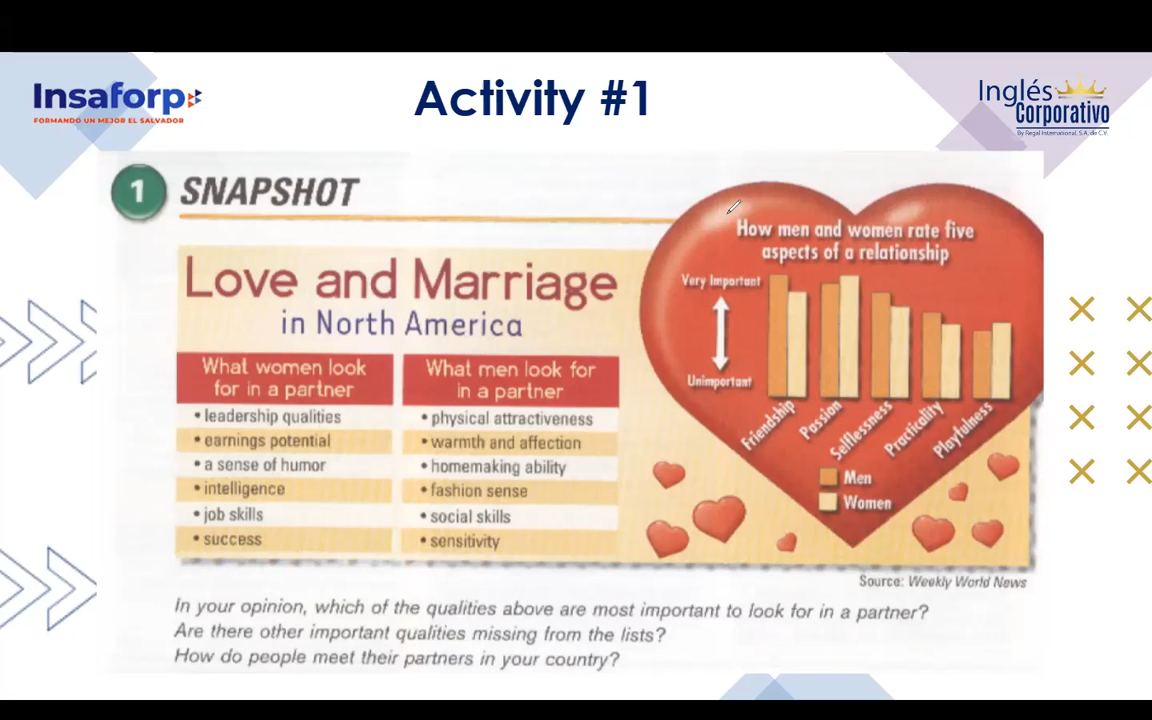 Insaforp
FORMANDO UN MEJOR EL SALVADOR
Activity #1
Inglés
Corporativo
By Regal International, S.A. de C.V.
1 SNAPSHOT
Love and Marriage
in North America
What women look
for in a partner
• leadership qualities
• earnings potential
• a sense of humor
• intelligence
• job skills
• success
What men look for
in a partner
• physical attractiveness
• warmth and affection
• homemaking ability
• fashion sense
• social skills
• sensitivity
How men and women rate five
aspects of a relationship
Very Important
Unimportant
Friendship
Passion
Selflessness
Practicality
Playfulness
Men
Women
Source: Weekly World News
In your opinion, which of the qualities above are most important to look for in a partner?
Are there other important qualities missing from the lists?
How do people meet their partners in your country?